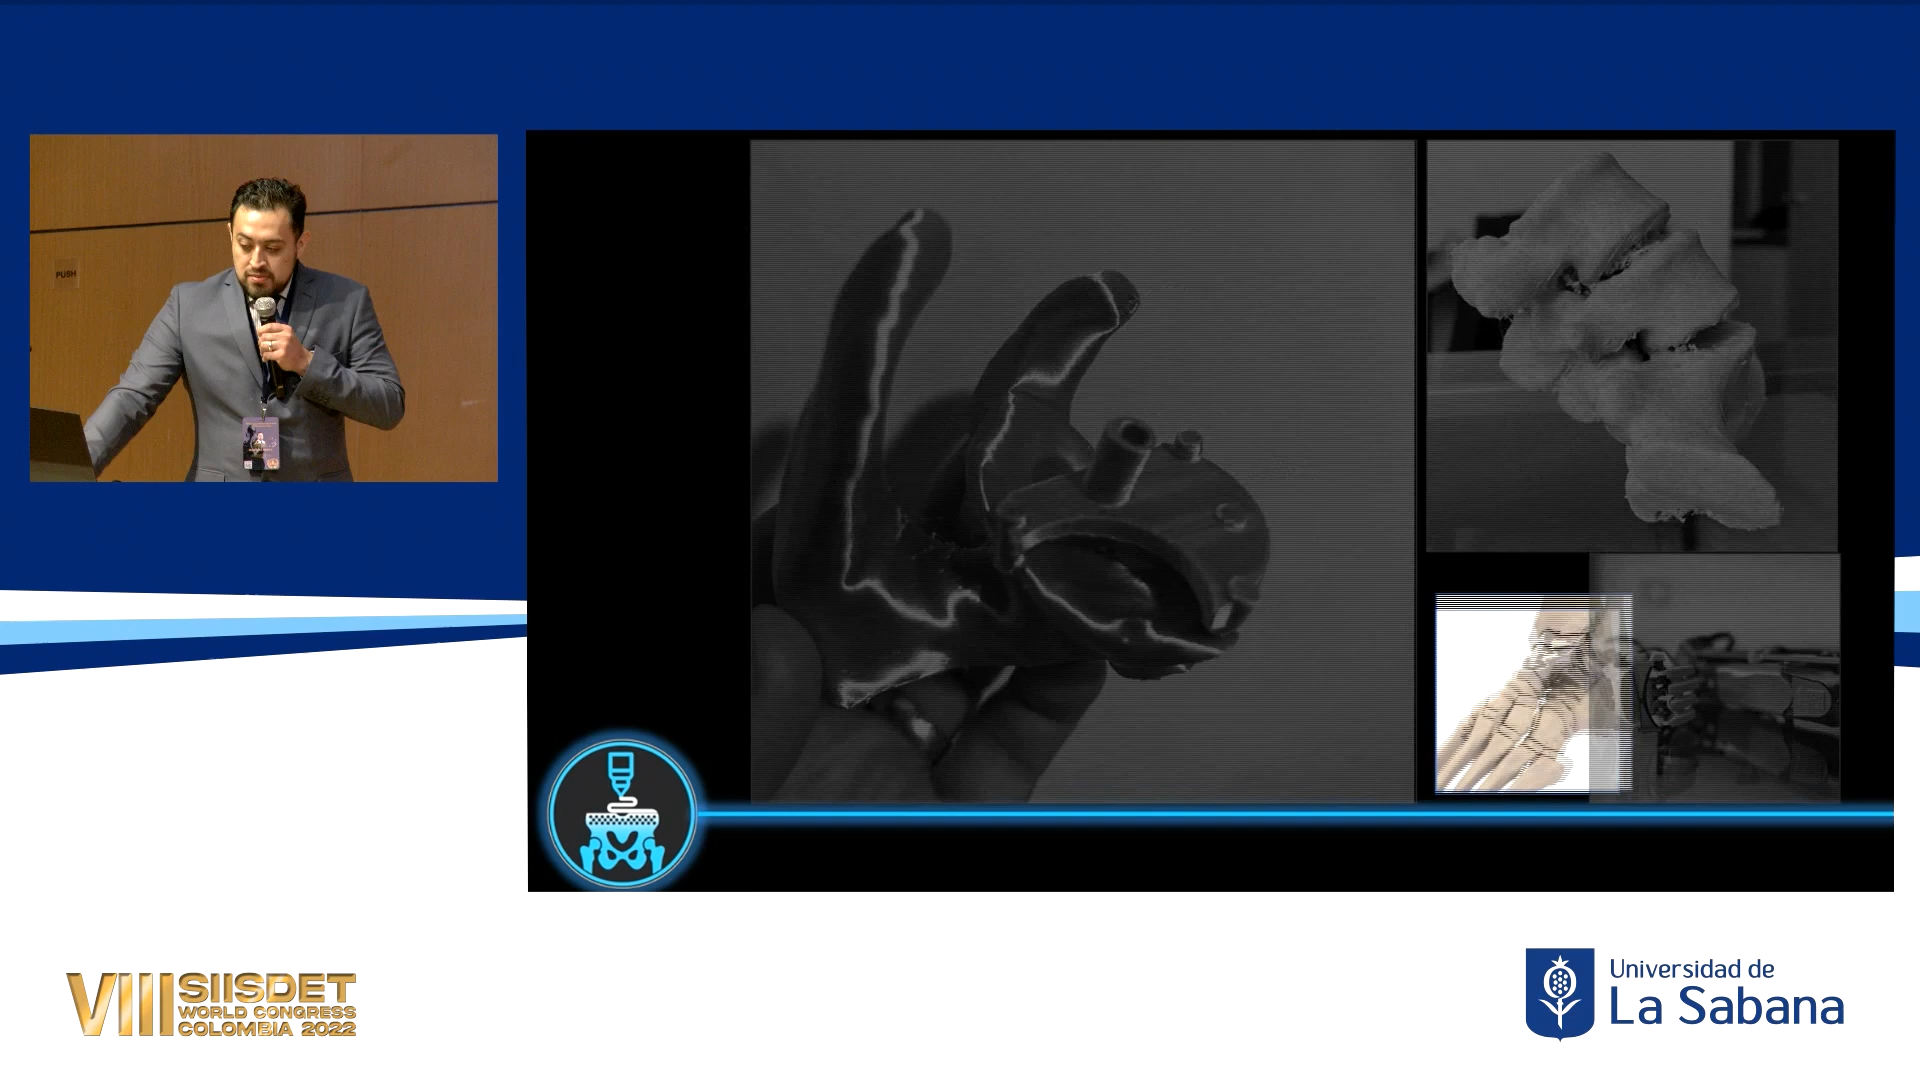 PUSH
VIII SIISDET
WORLD CONGRESS
COLOMBIA 2022
Universidad de
La Sabana